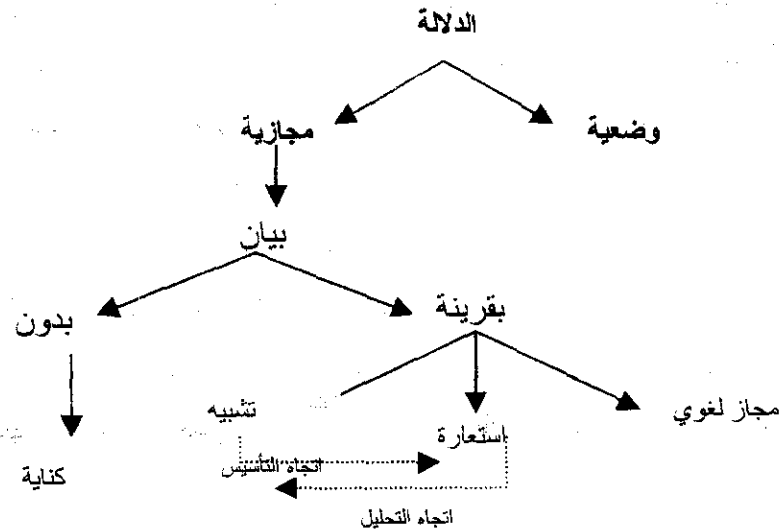 الدلالة
وضعية
مجازية
بيان
بقرينة
بدون
مجاز لغوي
استعارة
تشبيه
كناية
اتجاه التأسيس
اتجاه التحليل